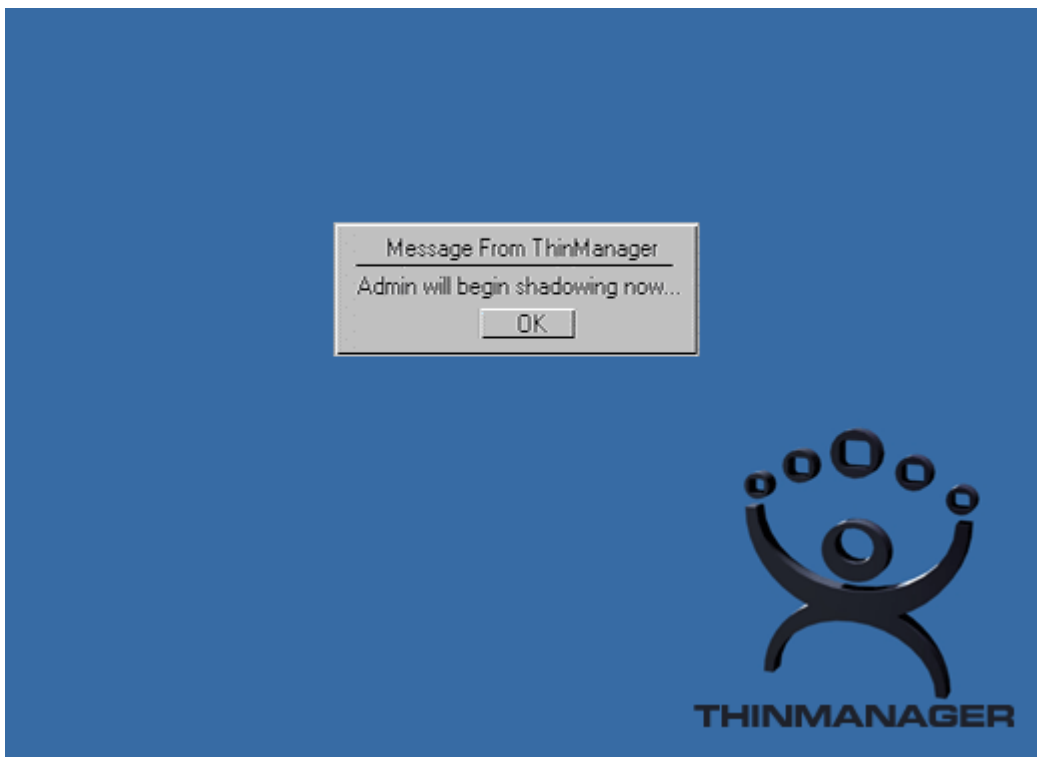 Message From ThinManager
Admin will begin shadowing now...
OK
THINMANAGER